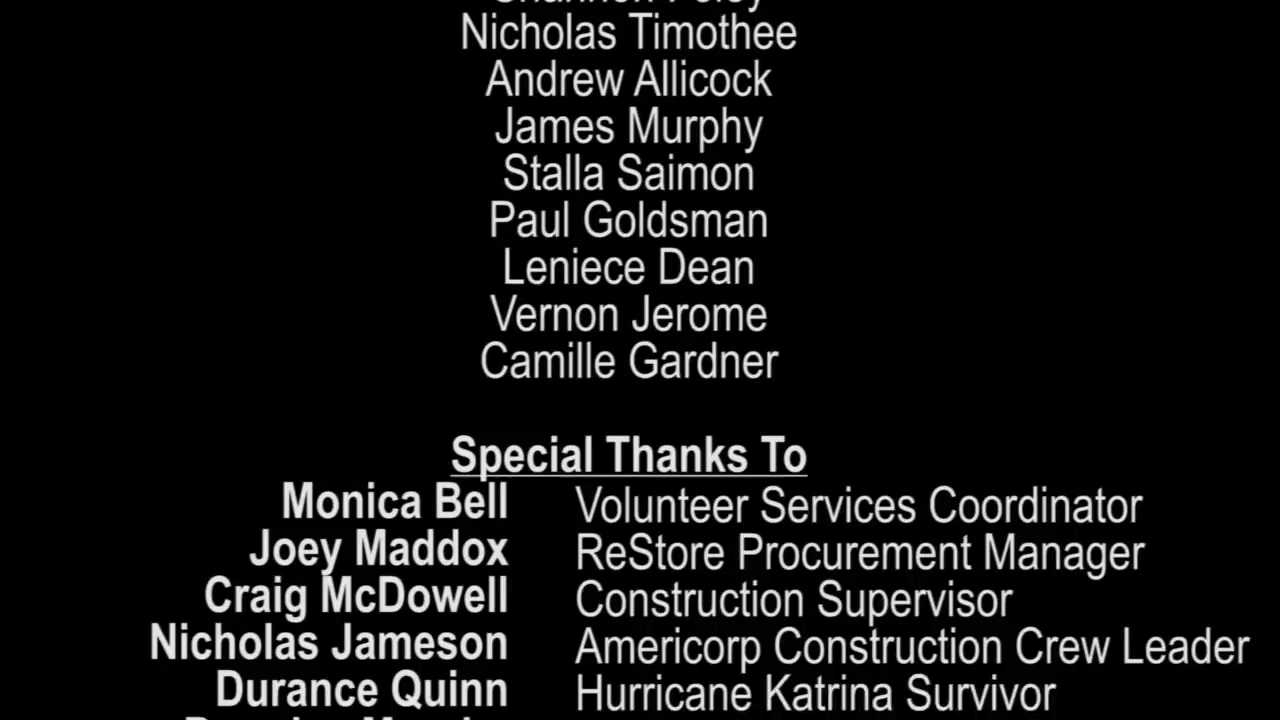 Nicholas Timothee
Andrew Allicock
James Murphy
Stalla Saimon
Paul Goldsman
Leniece Dean
Vernon Jerome
Camille Gardner
Special Thanks To
Monica Bell Volunteer Services Coordinator
Joey Maddox ReStore Procurement Manager
Craig McDowell Construction Supervisor
Nicholas Jameson Americorp Construction Crew Leader
Durance Quinn Hurricane Katrina Survivor